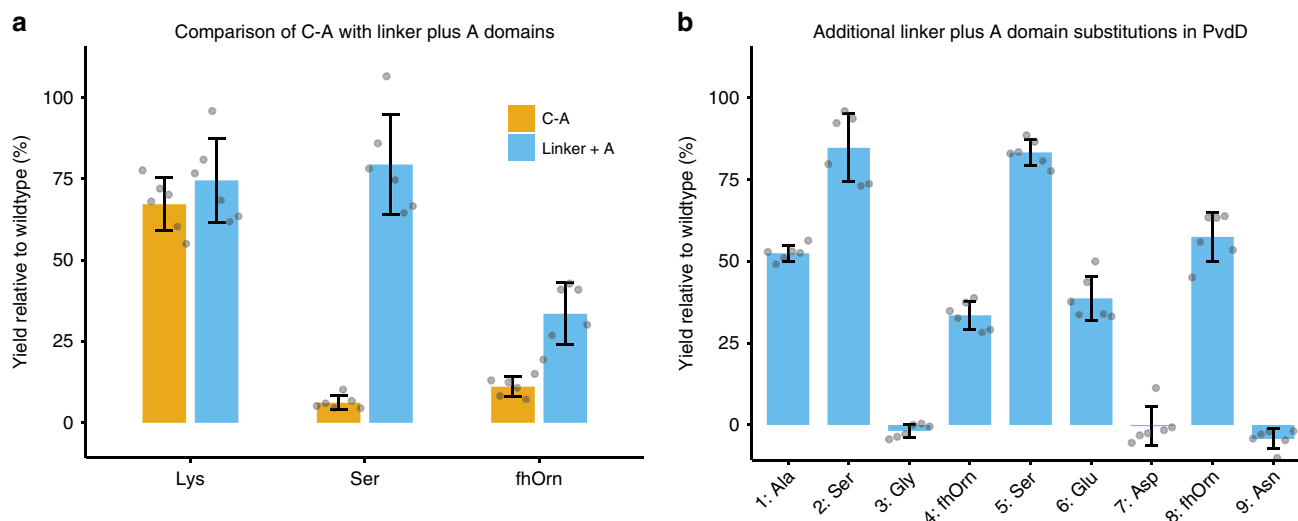 a
Comparison of C-A with linker plus A domains
Yield relative to wildtype (%)
100
75
50
25
0
C-A
Linker + A
Lys
Ser
fhOrn
b
Additional linker plus A domain substitutions in PvdD
Yield relative to wildtype (%)
100
75
50
25
0
1: Ala
2: Ser
3: Gly
4: fhOrn
5: Ser
6: Glu
7: Asp
8: fhOrn
9: Asn